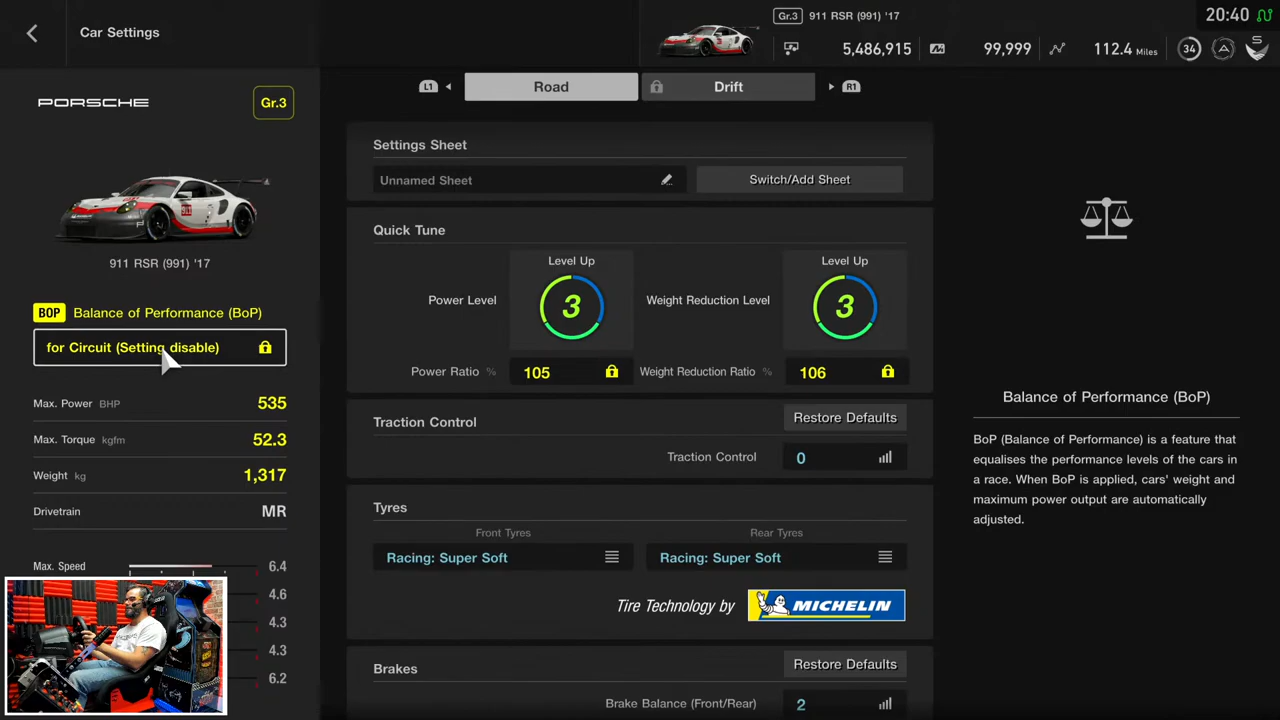 Car Settings
Gr.3 911 RSR (991) '17
5,486,915
99,999
112.4 Miles
34
A
S
20:40
PORSCHE
Gr.3
911 RSR (991) '17
BOP Balance of Performance (BoP)
for Circuit (Setting disable)
Max. Power BHP 535
Max. Torque kgfm 52.3
Weight kg 1,317
Drivetrain MR
Max. Speed 6.4
4.6
4.3
4.3
6.2
L1 Road Drift R1
Settings Sheet
Unnamed Sheet Switch/Add Sheet
Quick Tune
Level Up Level Up
Power Level 3 Weight Reduction Level 3
Power Ratio % 105 Weight Reduction Ratio % 106
Traction Control Restore Defaults
Traction Control 0
Tyres
Front Tyres Rear Tyres
Racing: Super Soft Racing: Super Soft
Tire Technology by MICHELIN
Brakes Restore Defaults
Brake Balance (Front/Rear) 2
Balance of Performance (BoP)
BoP (Balance of Performance) is a feature that
equalises the performance levels of the cars in
a race. When BoP is applied, cars' weight and
maximum power output are automatically
adjusted.